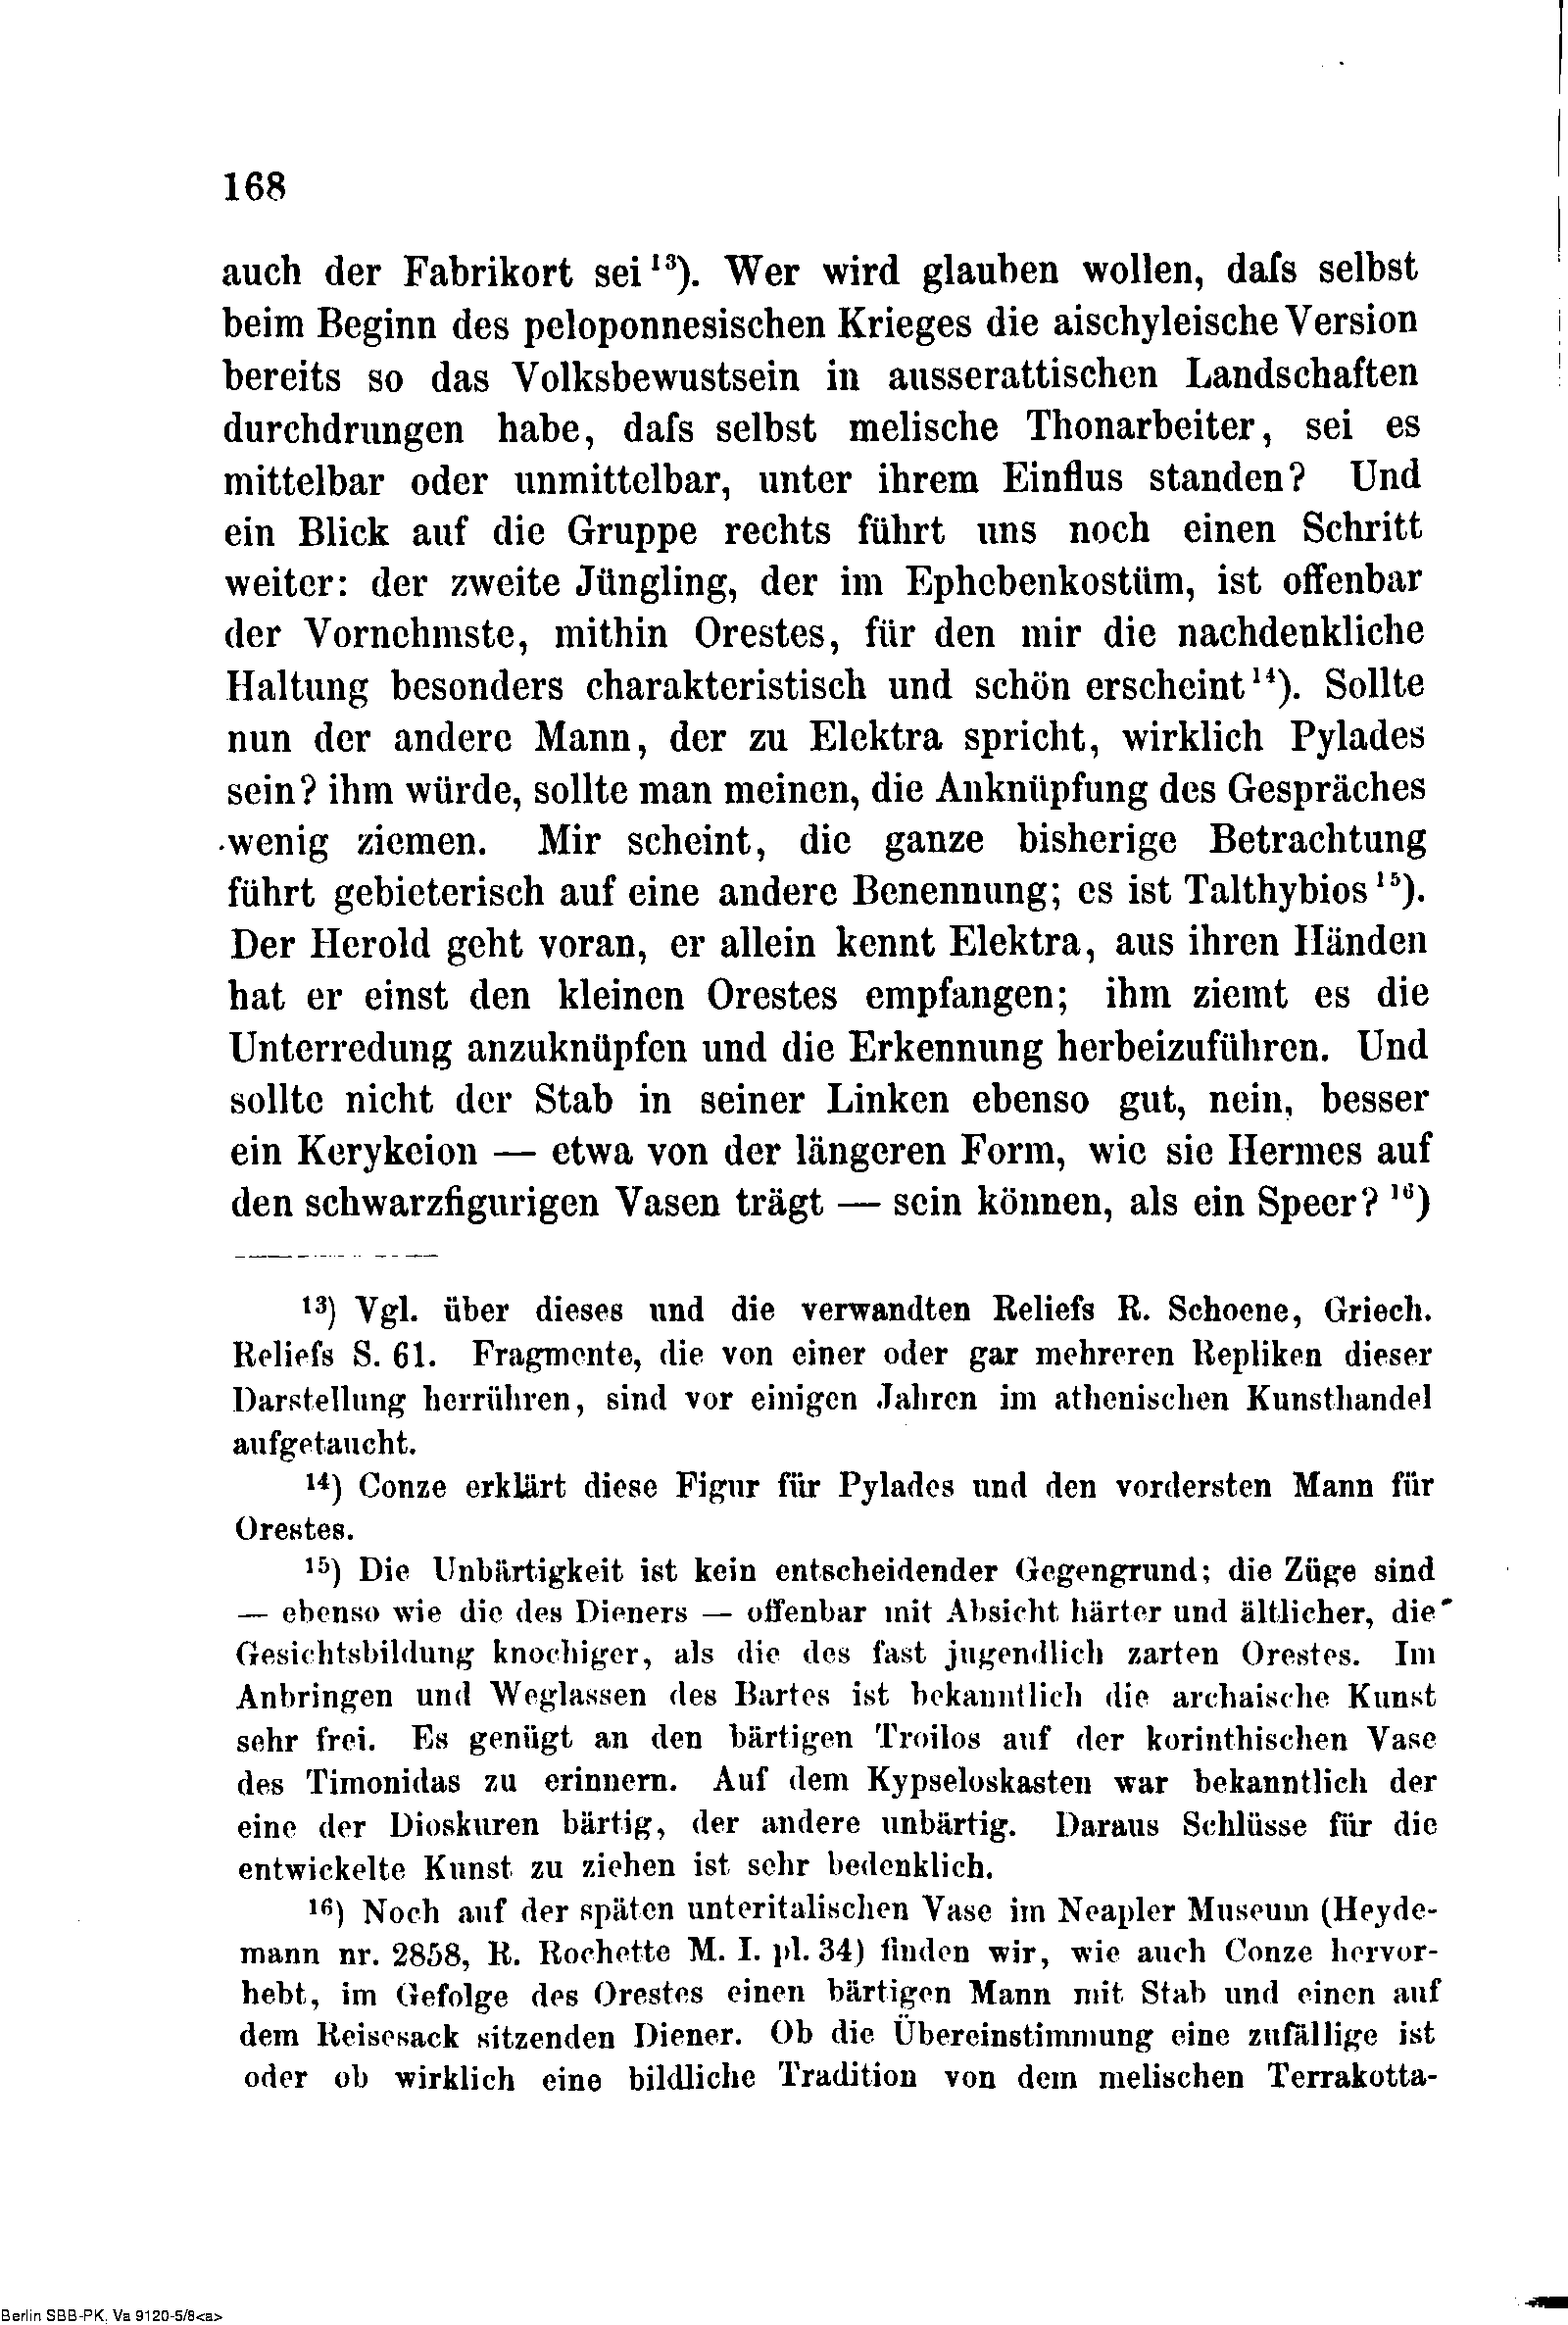 168
auch der Fabrikort sei¹³). Wer wird glauben wollen, daſs selbst
beim Beginn des peloponnesischen Krieges die aischyleische Version
bereits so das Volksbewustsein in ausserattischen Landschaften
durchdrungen habe, daſs selbst melische Thonarbeiter, sei es
mittelbar oder unmittelbar, unter ihrem Einflus standen? Und
ein Blick auf die Gruppe rechts führt uns noch einen Schritt
weiter: der zweite Jüngling, der im Ephebenkostüm, ist offenbar
der Vornehmste, mithin Orestes, für den mir die nachdenkliche
Haltung besonders charakteristisch und schön erscheint¹⁴). Sollte
nun der andere Mann, der zu Elektra spricht, wirklich Pylades
sein? ihm würde, sollte man meinen, die Anknüpfung des Gespräches
wenig ziemen. Mir scheint, die ganze bisherige Betrachtung
führt gebieterisch auf eine andere Benennung; es ist Talthybios¹⁵).
Der Herold geht voran, er allein kennt Elektra, aus ihren Händen
hat er einst den kleinen Orestes empfangen; ihm ziemt es die
Unterredung anzuknüpfen und die Erkennung herbeizuführen. Und
sollte nicht der Stab in seiner Linken ebenso gut, nein, besser
ein Kerykeion — etwa von der längeren Form, wie sie Hermes auf
den schwarzfigurigen Vasen trägt — sein können, als ein Speer?¹⁶)
¹³) Vgl. über dieses und die verwandten Reliefs R. Schoene, Griech.
Reliefs S. 61. Fragmente, die von einer oder gar mehreren Repliken dieser
Darstellung herrühren, sind vor einigen Jahren im athenischen Kunsthandel
aufgetaucht.
¹⁴) Conze erklärt diese Figur für Pylades und den vordersten Mann für
Orestes.
¹⁵) Die Unbärtigkeit ist kein entscheidender Gegengrund; die Züge sind
— ebenso wie die des Dieners — offenbar mit Absicht härter und ältlicher, die
Gesichtsbildung knochiger, als die des fast jugendlich zarten Orestes. Im
Anbringen und Weglassen des Bartes ist bekanntlich die archaische Kunst
sehr frei. Es genügt an den bärtigen Troilos auf der korinthischen Vase
des Timonidas zu erinnern. Auf dem Kypseloskasten war bekanntlich der
eine der Dioskuren bärtig, der andere unbärtig. Daraus Schlüsse für die
entwickelte Kunst zu ziehen ist sehr bedenklich.
¹⁶) Noch auf der späten unteritalischen Vase im Neapler Museum (Heyde-
mann nr. 2858, R. Rochette M. I. pl. 34) finden wir, wie auch Conze hervor-
hebt, im Gefolge des Orestes einen bärtigen Mann mit Stab und einen auf
dem Reisesack sitzenden Diener. Ob die Übereinstimmung eine zufällige ist
oder ob wirklich eine bildliche Tradition von dem melischen Terrakotta-
Berlin SBB-PK, Va 9120-5/8<a>